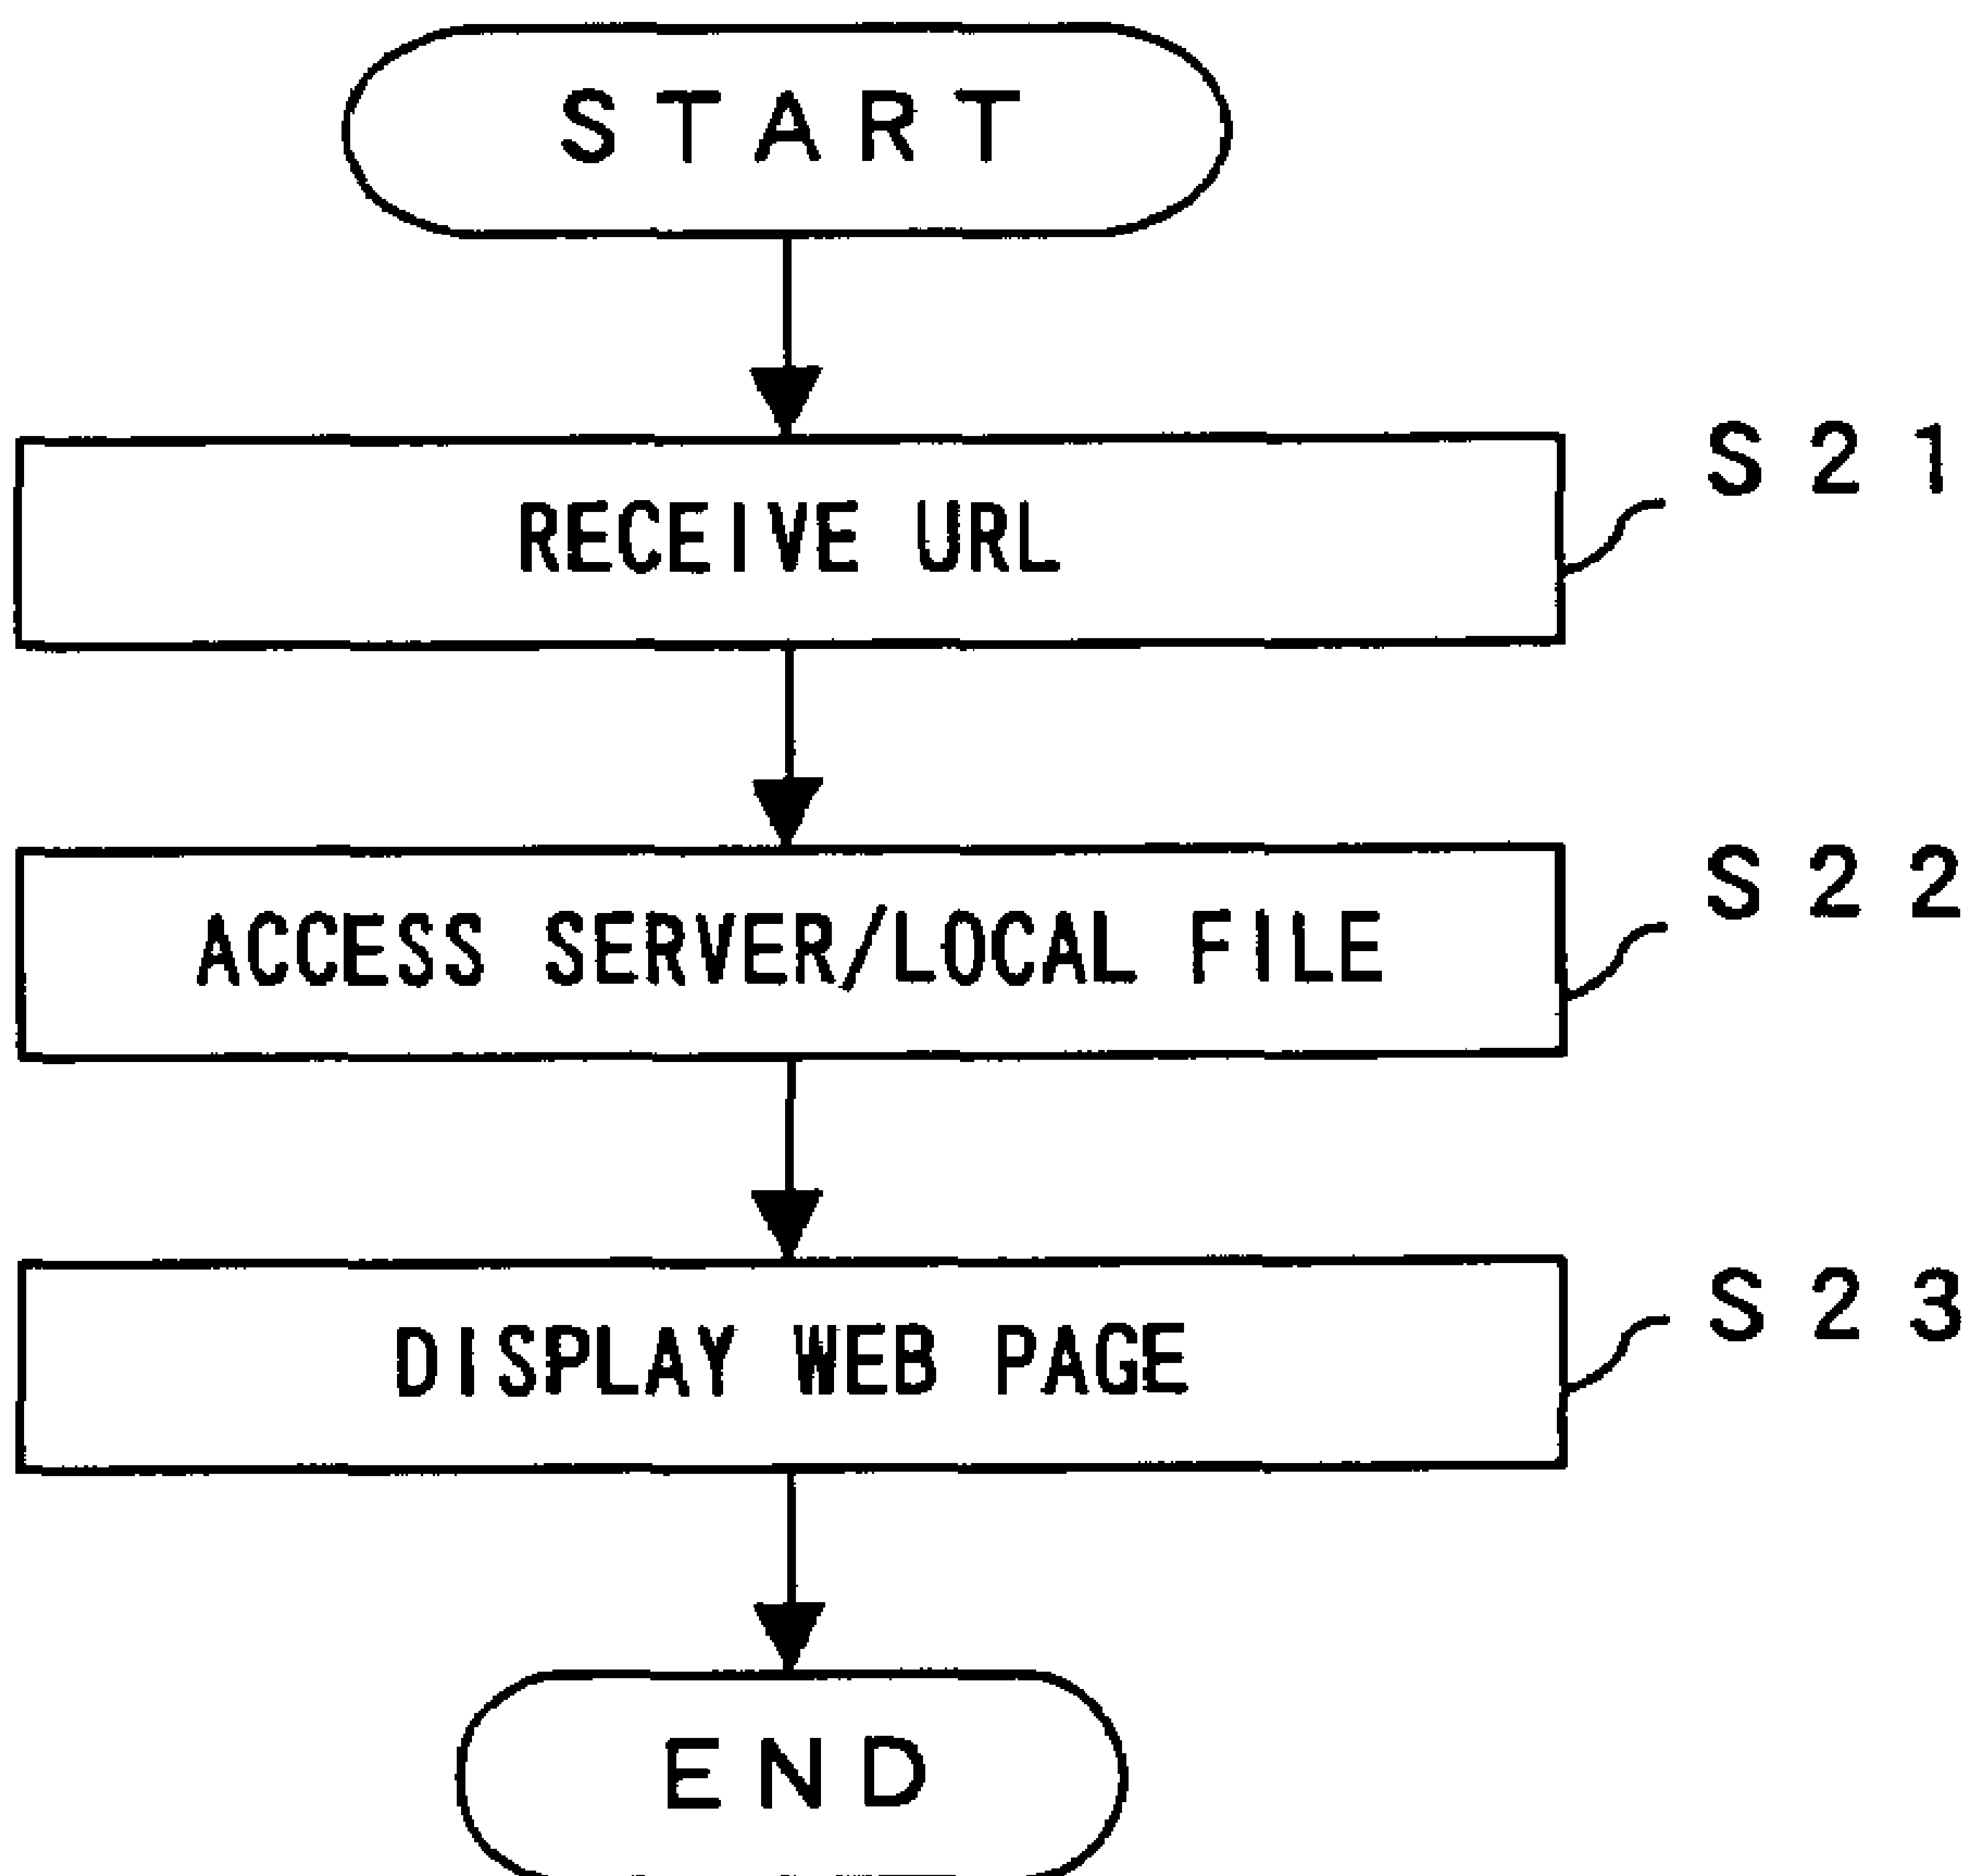 START
RECEIVE URL
S21
ACCESS SERVER/LOCAL FILE
S22
DISPLAY WEB PAGE
S23
END